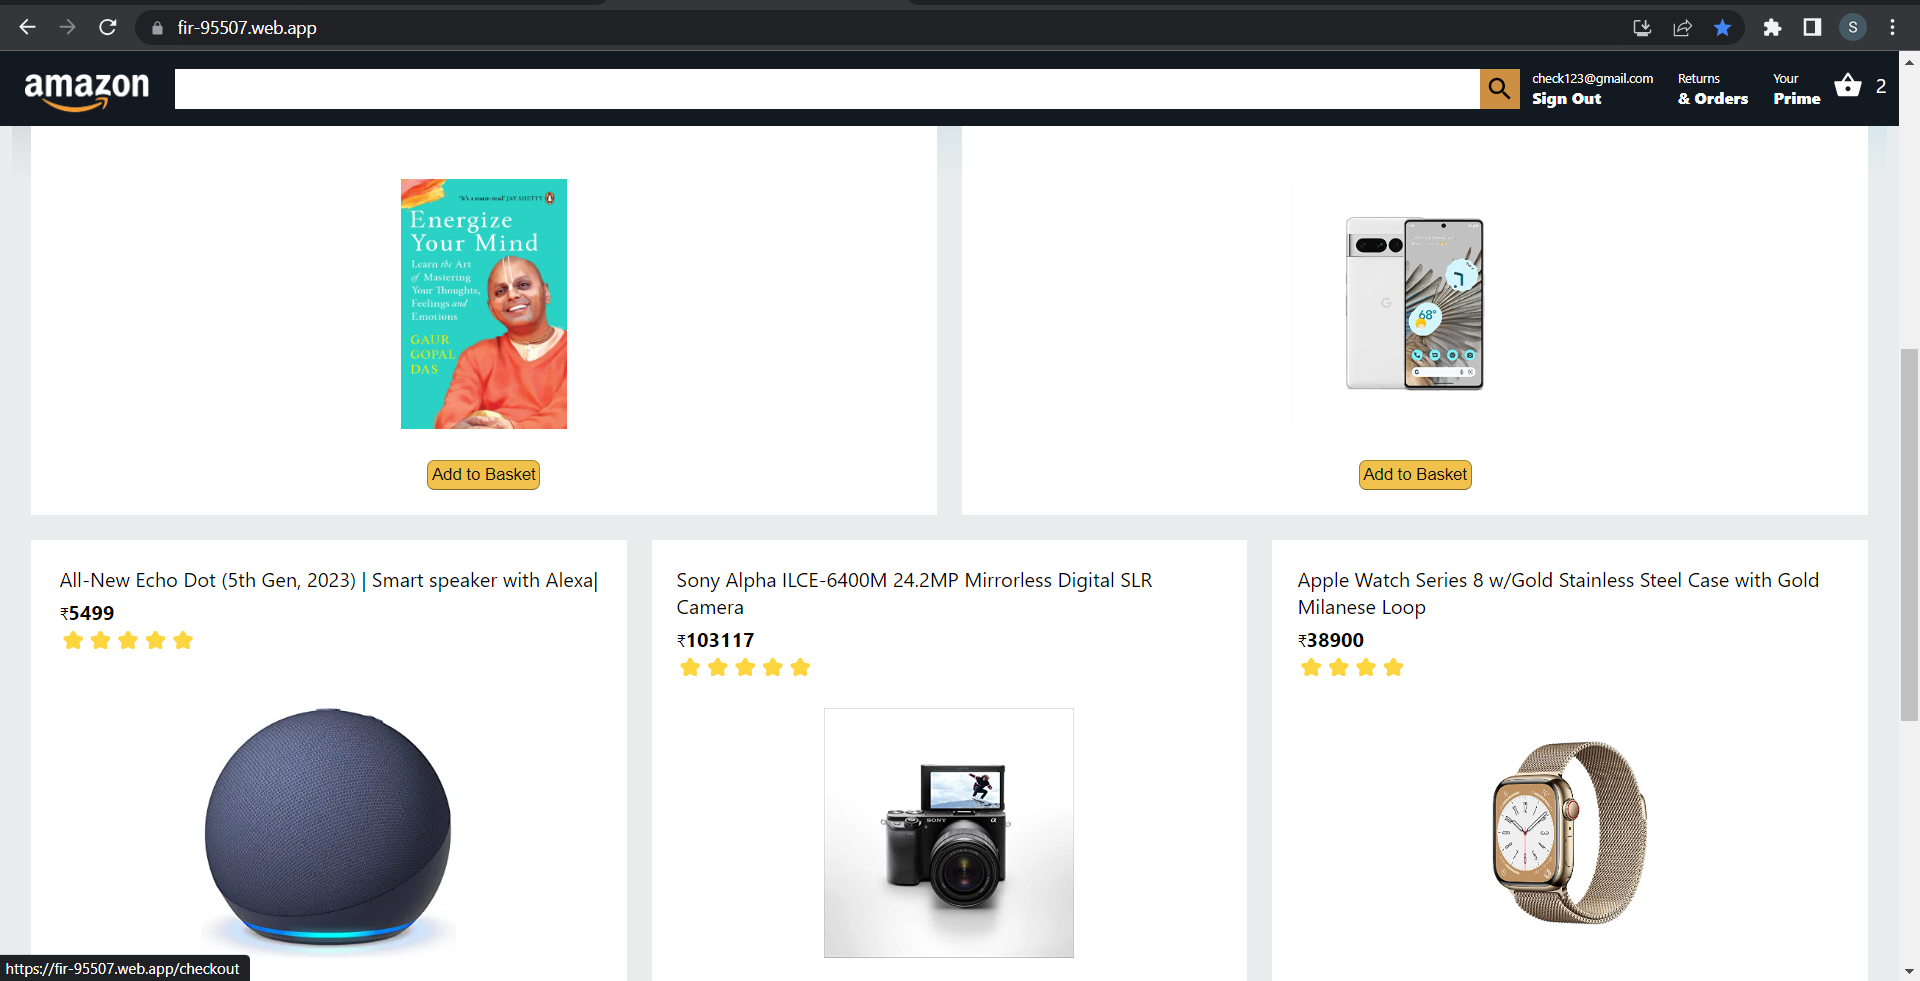 fir-95507.web.app
S
amazon
check123@gmail.com
Sign Out
Returns
& Orders
Your
Prime
2
'It's a must-read' JAY SHETTY
Energize
Your Mind
Learn the Art
of Mastering
Your Thoughts,
Feelings and
Emotions
GAUR
GOPAL
DAS
G
68°
G
Add to Basket
Add to Basket
All-New Echo Dot (5th Gen, 2023) | Smart speaker with Alexa|
₹5499
Sony Alpha ILCE-6400M 24.2MP Mirrorless Digital SLR
Camera
₹103117
SONY
α
Apple Watch Series 8 w/Gold Stainless Steel Case with Gold
Milanese Loop
₹38900
https://fir-95507.web.app/checkout